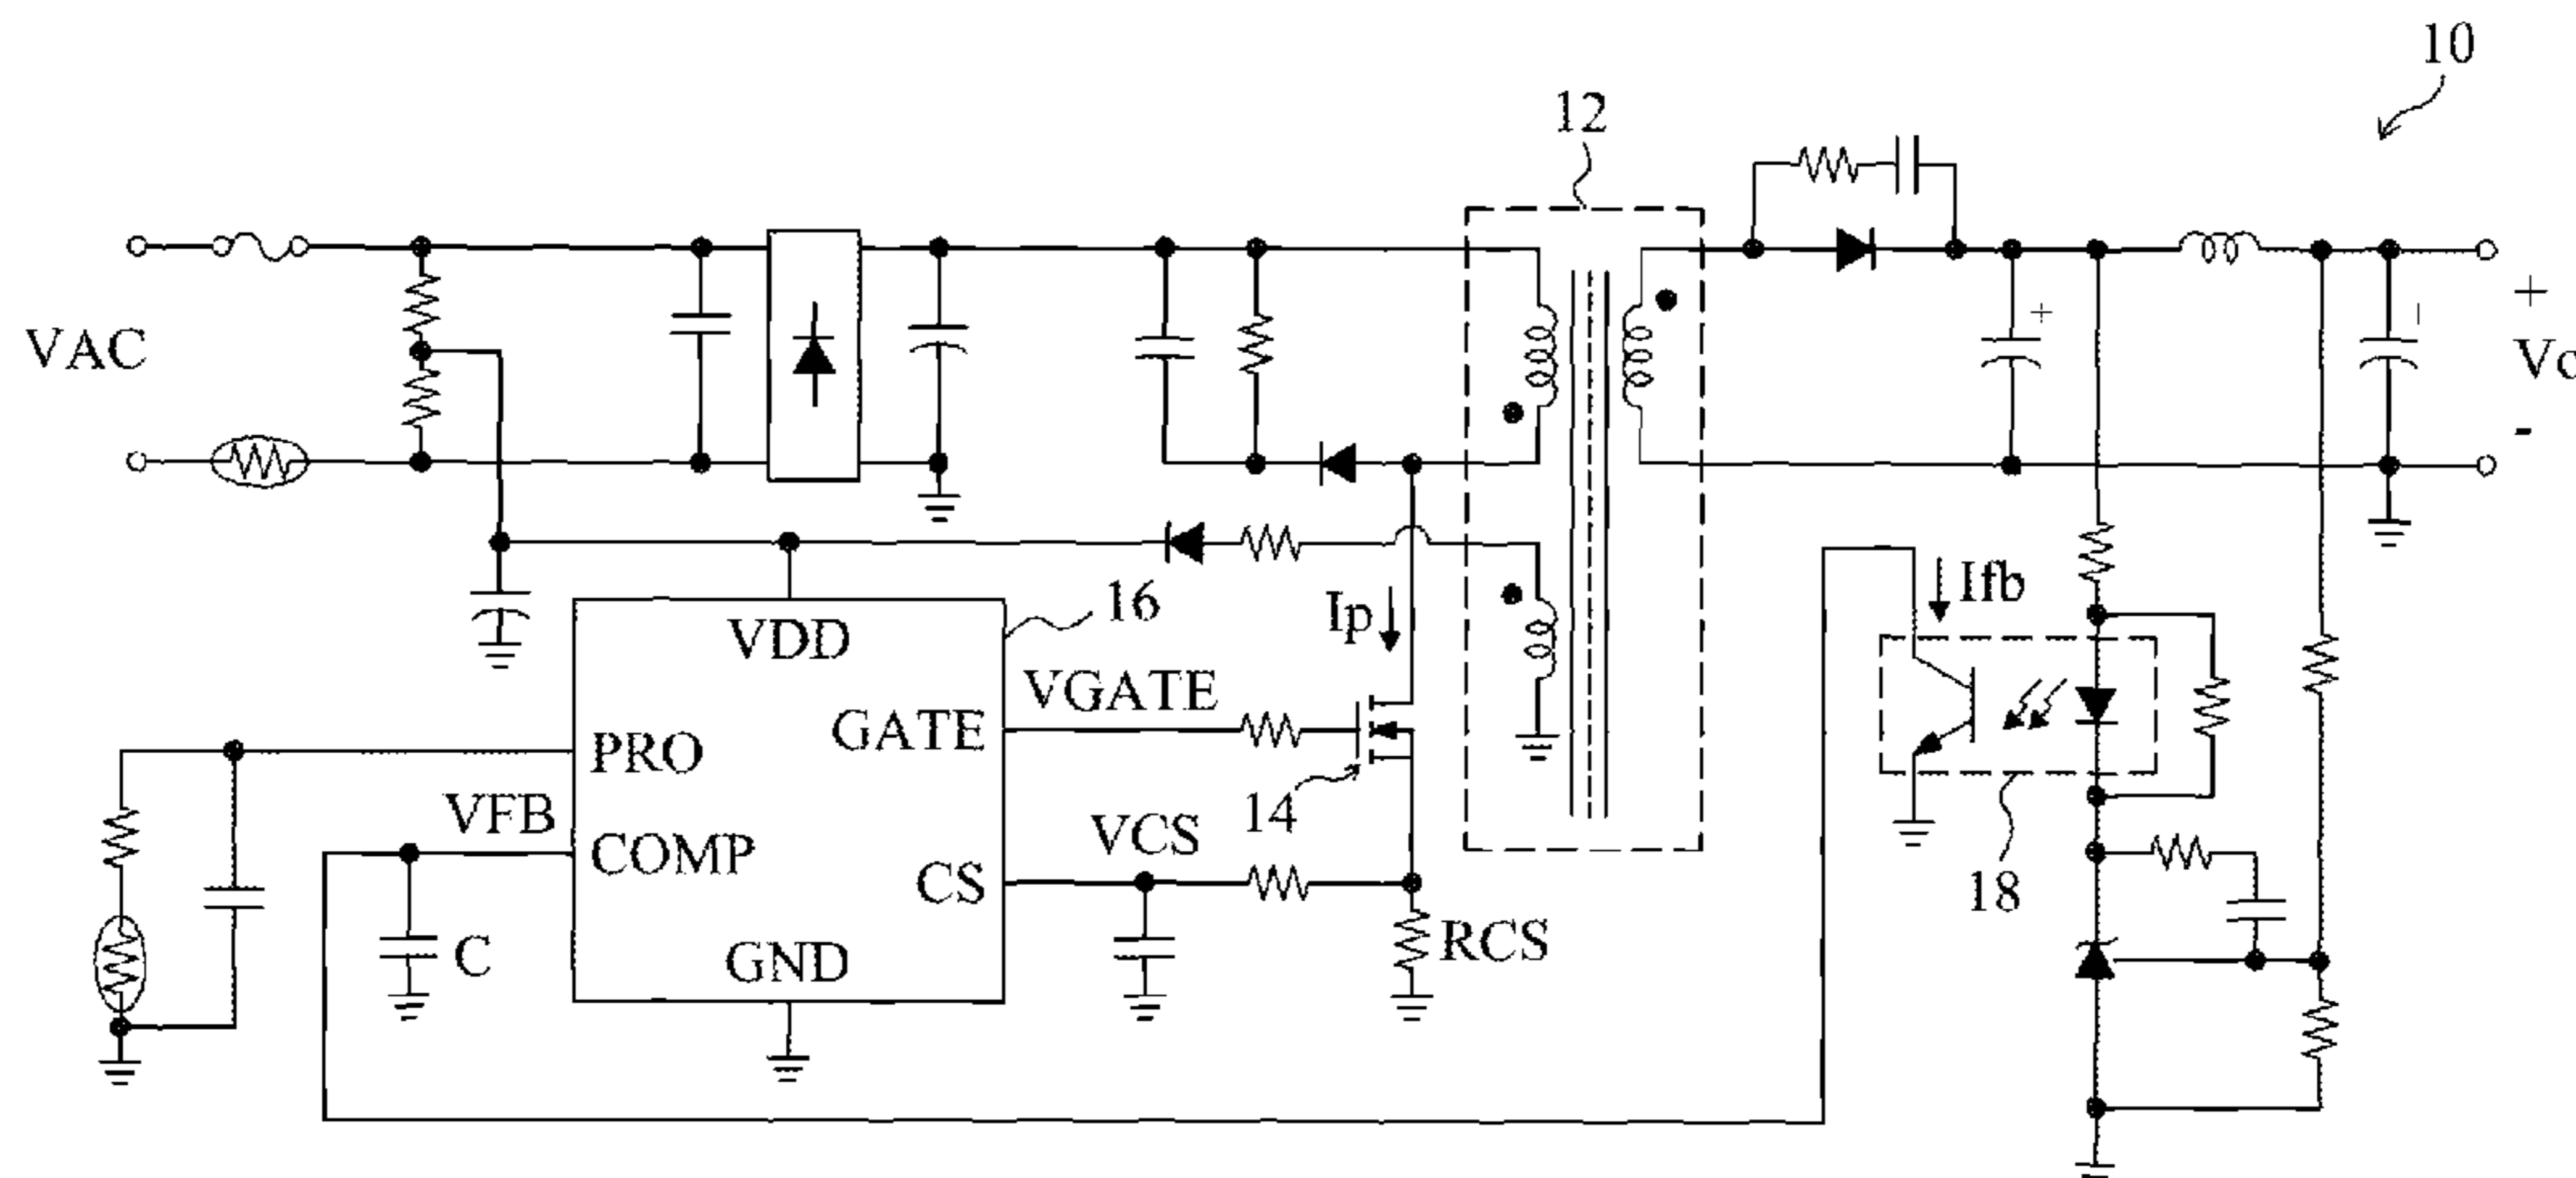 10
12
VAC
+
+
Vo
-
Ifb
Ip
16
VDD
VGATE
GATE
PRO
VFB
COMP
14
VCS
CS
18
C
GND
RCS